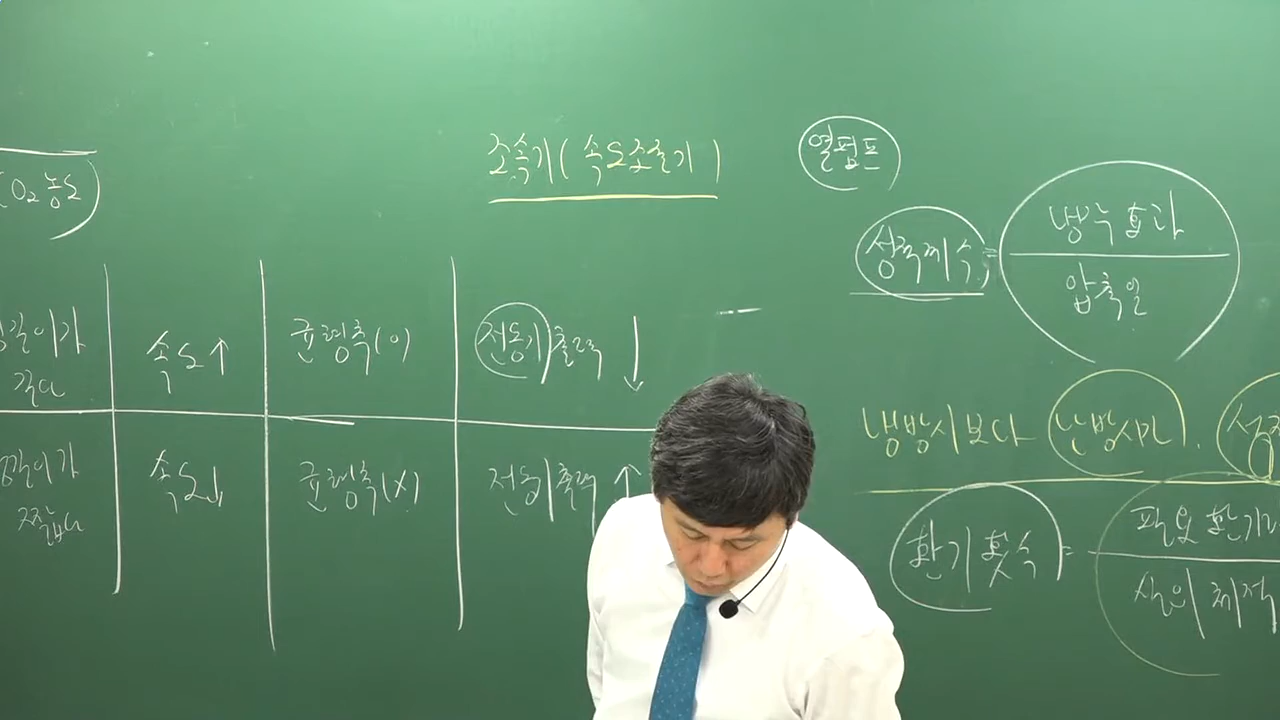 조속기(속도조절기)
열펌프
O₂ 농도
성적계수 = 냉수효과
압축일
길이가
길다
속도↑
균형추(o)
전동기출력 ↓
냉방시보다 난방시만.
길이가
짧다
속도↓
균형추(x)
전동기출력 ↑
환기횟수 = 필요환기
실의체적